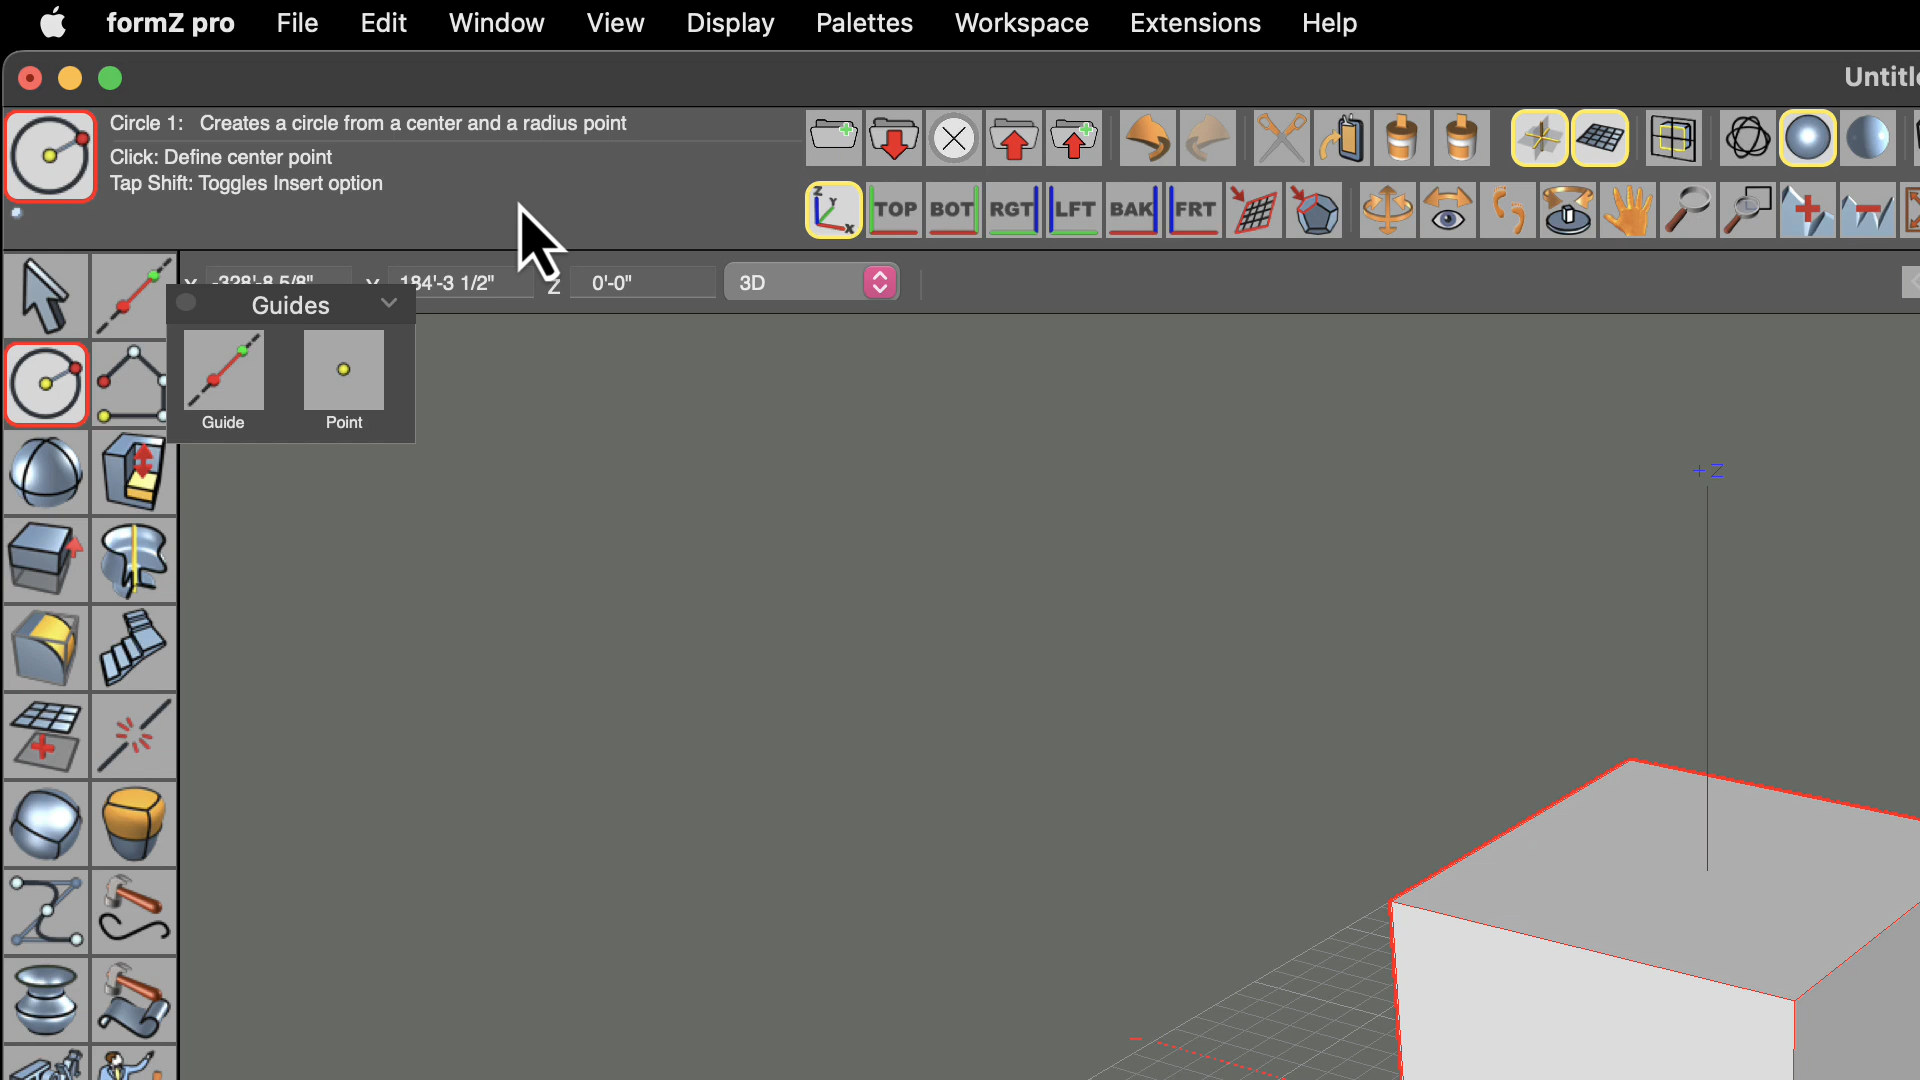 formZ pro File Edit Window View Display Palettes Workspace Extensions Help
Circle 1: Creates a circle from a center and a radius point
Click: Define center point
Tap Shift: Toggles Insert option
TOP BOT RGT LFT BAK FRT
Z Y X
184'-3 1/2" Z 0'-0" 3D
Guides
Guide Point
+Z